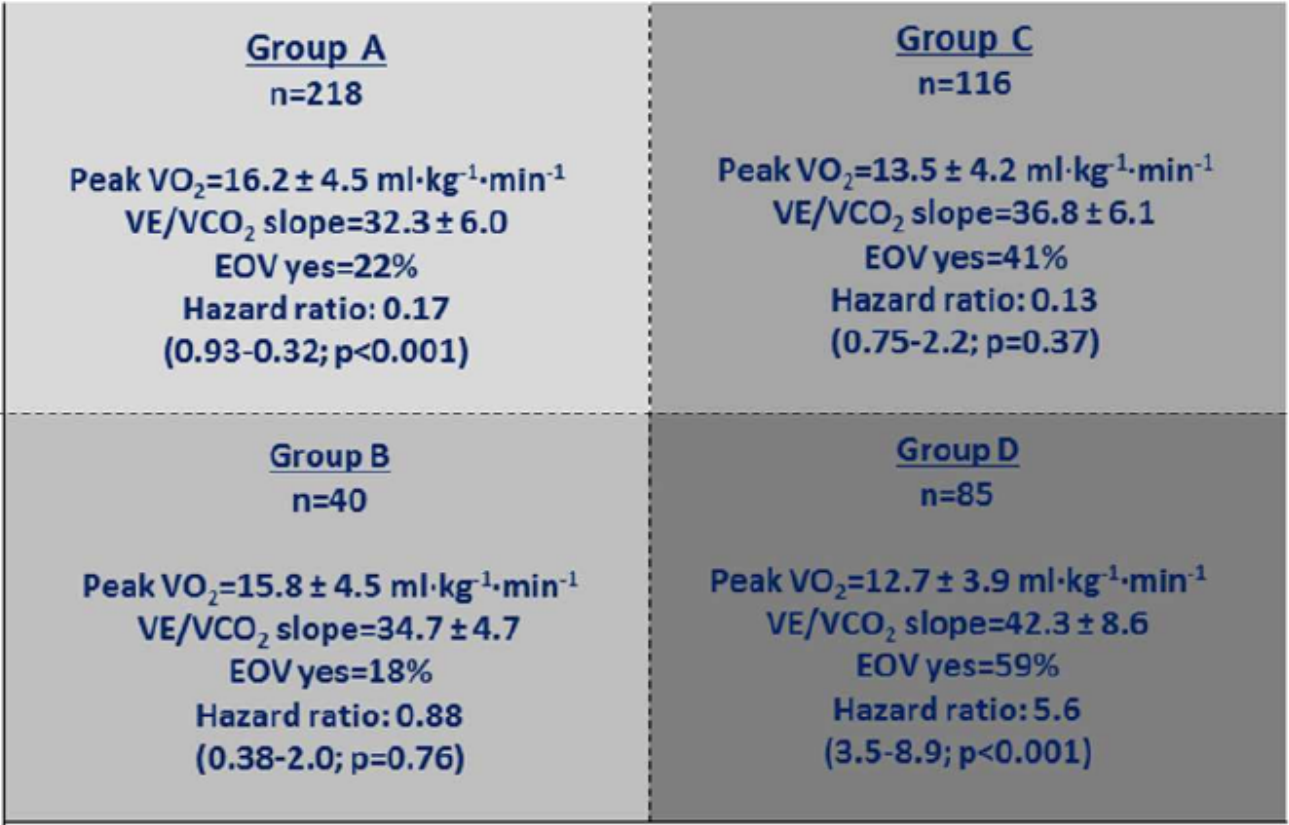 Group A
n=218
Peak VO₂=16.2 ± 4.5 ml·kg⁻¹·min⁻¹
VE/VCO₂ slope=32.3 ± 6.0
EOV yes=22%
Hazard ratio: 0.17
(0.93-0.32; p<0.001)
Group C
n=116
Peak VO₂=13.5 ± 4.2 ml·kg⁻¹·min⁻¹
VE/VCO₂ slope=36.8 ± 6.1
EOV yes=41%
Hazard ratio: 0.13
(0.75-2.2; p=0.37)
Group B
n=40
Peak VO₂=15.8 ± 4.5 ml·kg⁻¹·min⁻¹
VE/VCO₂ slope=34.7 ± 4.7
EOV yes=18%
Hazard ratio: 0.88
(0.38-2.0; p=0.76)
Group D
n=85
Peak VO₂=12.7 ± 3.9 ml·kg⁻¹·min⁻¹
VE/VCO₂ slope=42.3 ± 8.6
EOV yes=59%
Hazard ratio: 5.6
(3.5-8.9; p<0.001)